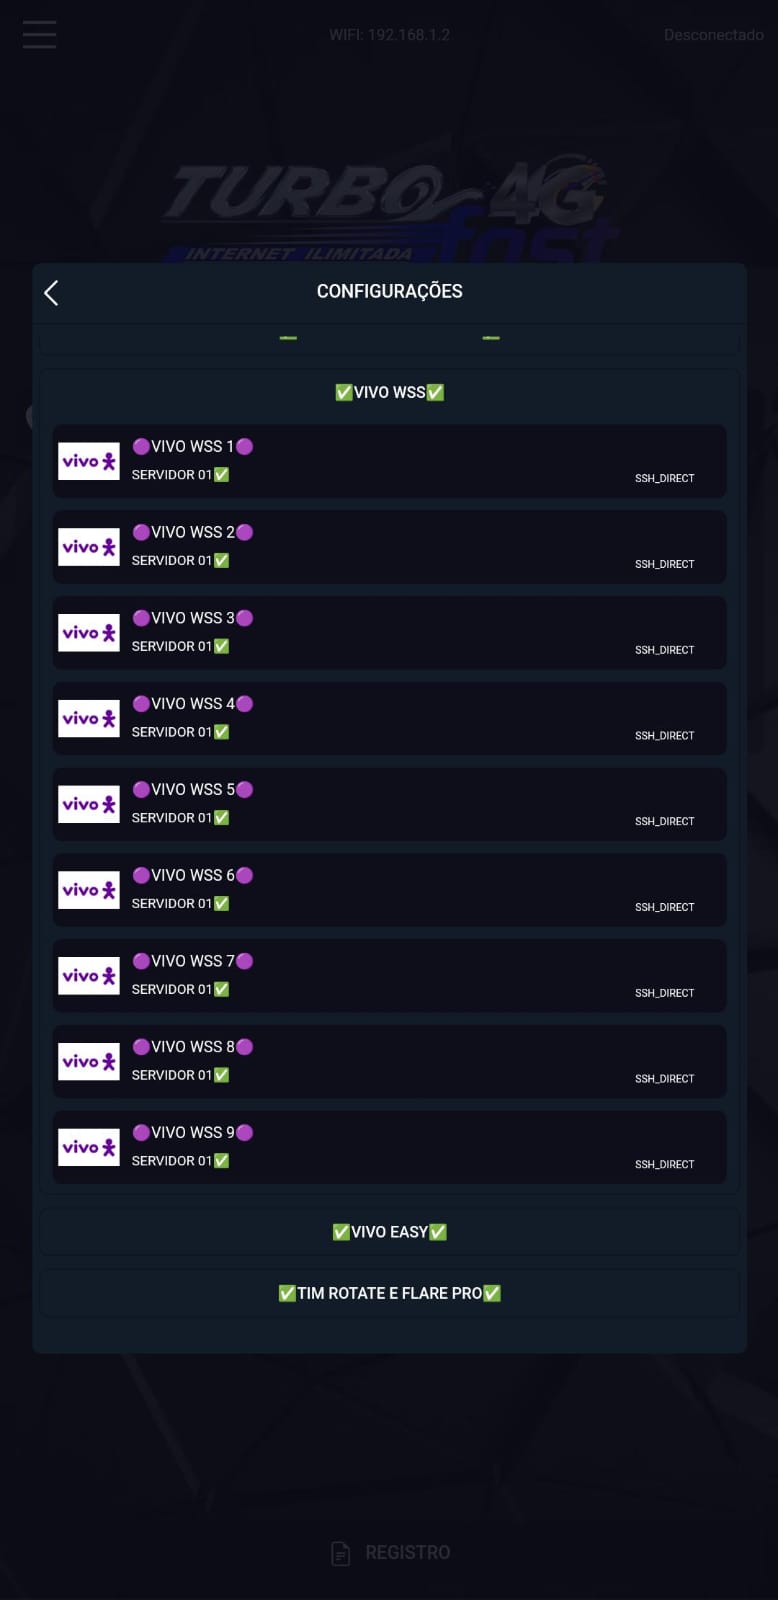 WIFI: 192.168.1.2
Desconectado
TURBO 4G
fast
INTERNET ILIMITADA
CONFIGURAÇÕES
✅VIVO WSS✅
vivo
🟣VIVO WSS 1🟣
SERVIDOR 01✅
SSH_DIRECT
vivo
🟣VIVO WSS 2🟣
SERVIDOR 01✅
SSH_DIRECT
vivo
🟣VIVO WSS 3🟣
SERVIDOR 01✅
SSH_DIRECT
vivo
🟣VIVO WSS 4🟣
SERVIDOR 01✅
SSH_DIRECT
vivo
🟣VIVO WSS 5🟣
SERVIDOR 01✅
SSH_DIRECT
vivo
🟣VIVO WSS 6🟣
SERVIDOR 01✅
SSH_DIRECT
vivo
🟣VIVO WSS 7🟣
SERVIDOR 01✅
SSH_DIRECT
vivo
🟣VIVO WSS 8🟣
SERVIDOR 01✅
SSH_DIRECT
vivo
🟣VIVO WSS 9🟣
SERVIDOR 01✅
SSH_DIRECT
✅VIVO EASY✅
✅TIM ROTATE E FLARE PRO✅
REGISTRO